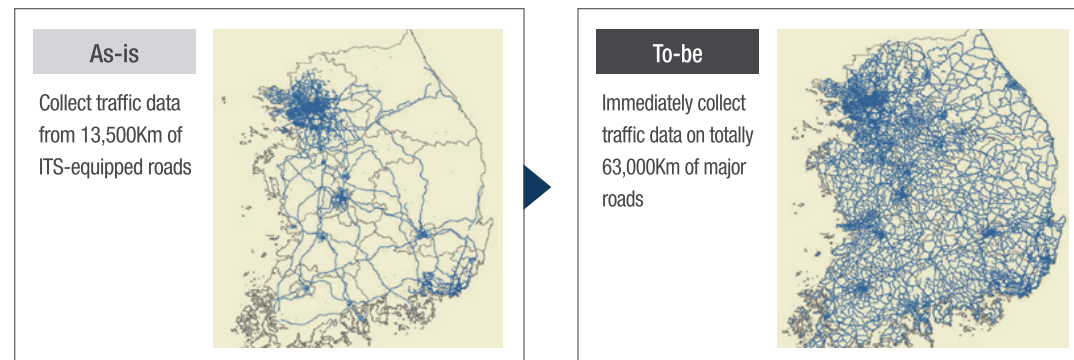 As-is
Collect traffic data
from 13,500Km of
ITS-equipped roads
To-be
Immediately collect
traffic data on totally
63,000Km of major
roads